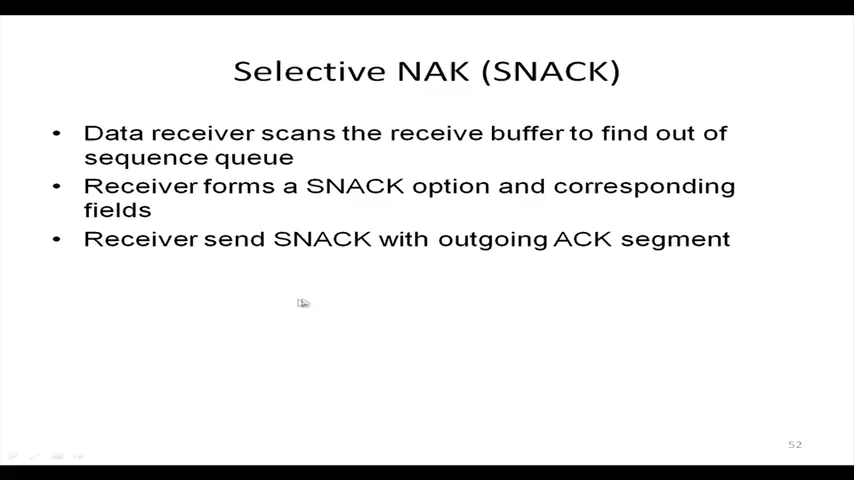 Selective NAK (SNACK)
• Data receiver scans the receive buffer to find out of
sequence queue
• Receiver forms a SNACK option and corresponding
fields
• Receiver send SNACK with outgoing ACK segment
52